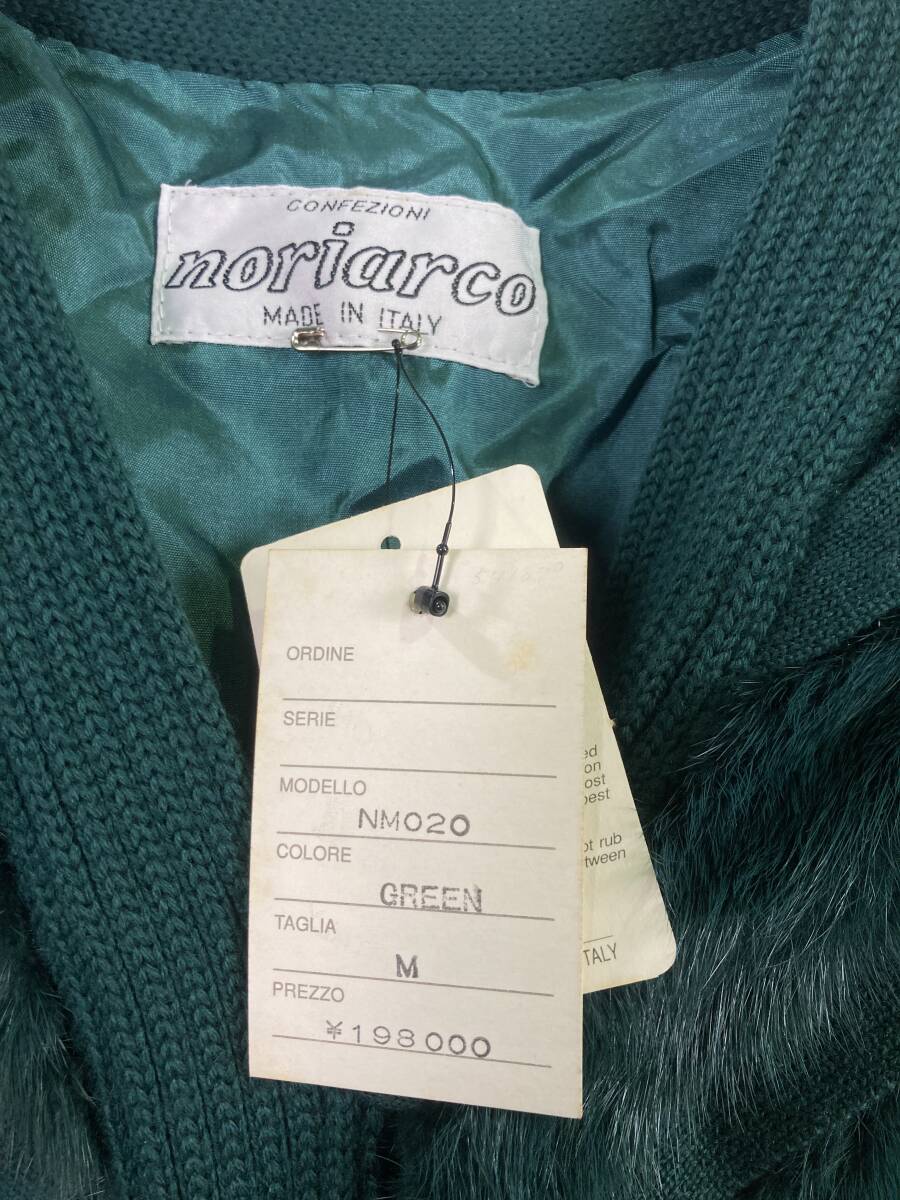 CONFEZIONI
noriarco
MADE IN ITALY
ORDINE
SERIE
MODELLO
NM020
COLORE
GREEN
TAGLIA
M
PREZZO
¥198000
ed
on
ost
best
ot rub
tween
TALY